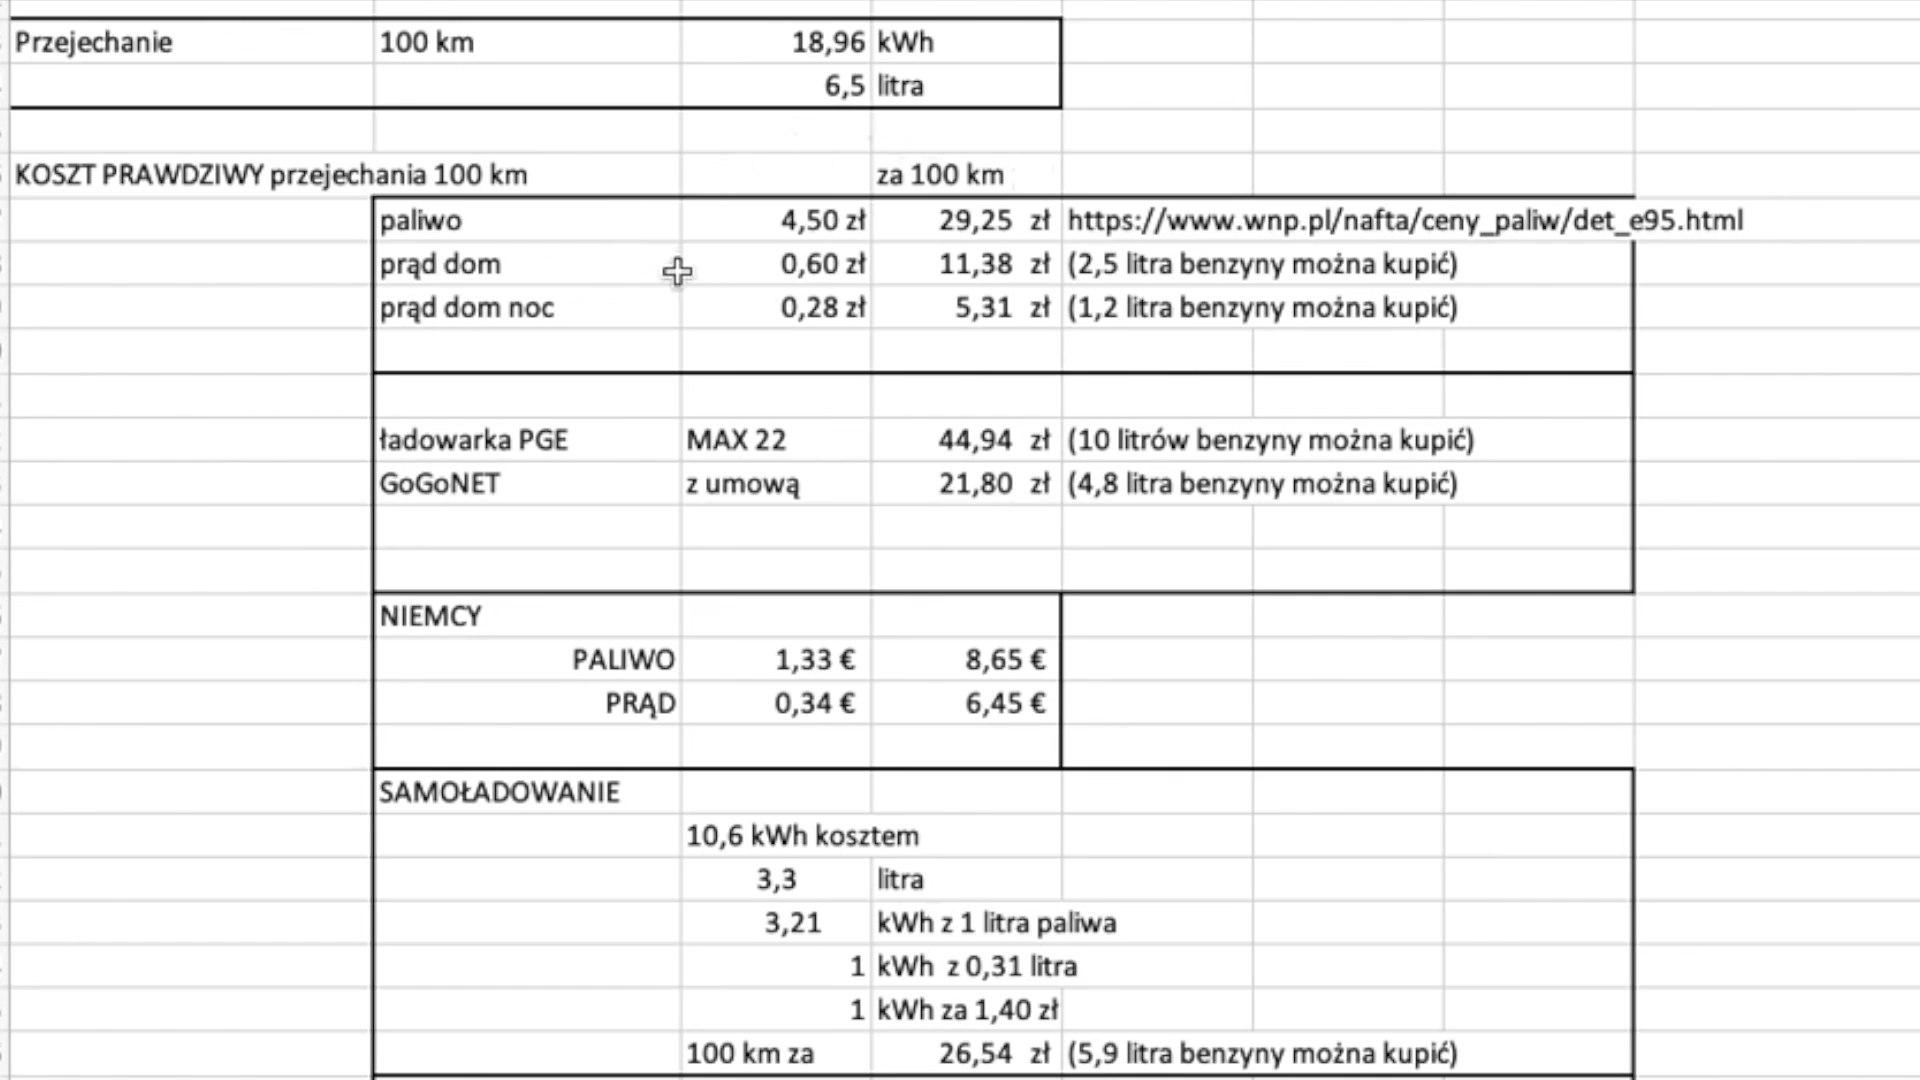 Przejechanie 100 km 18,96 kWh
6,5 litra
KOSZT PRAWDZIWY przejechania 100 km za 100 km
paliwo 4,50 zł 29,25 zł https://www.wnp.pl/nafta/ceny_paliw/det_e95.html
prąd dom 0,60 zł 11,38 zł (2,5 litra benzyny można kupić)
prąd dom noc 0,28 zł 5,31 zł (1,2 litra benzyny można kupić)
ładowarka PGE MAX 22 44,94 zł (10 litrów benzyny można kupić)
GoGoNET z umową 21,80 zł (4,8 litra benzyny można kupić)
NIEMCY
PALIWO 1,33 € 8,65 €
PRĄD 0,34 € 6,45 €
SAMOŁADOWANIE
10,6 kWh kosztem
3,3 litra
3,21 kWh z 1 litra paliwa
1 kWh z 0,31 litra
1 kWh za 1,40 zł
100 km za 26,54 zł (5,9 litra benzyny można kupić)